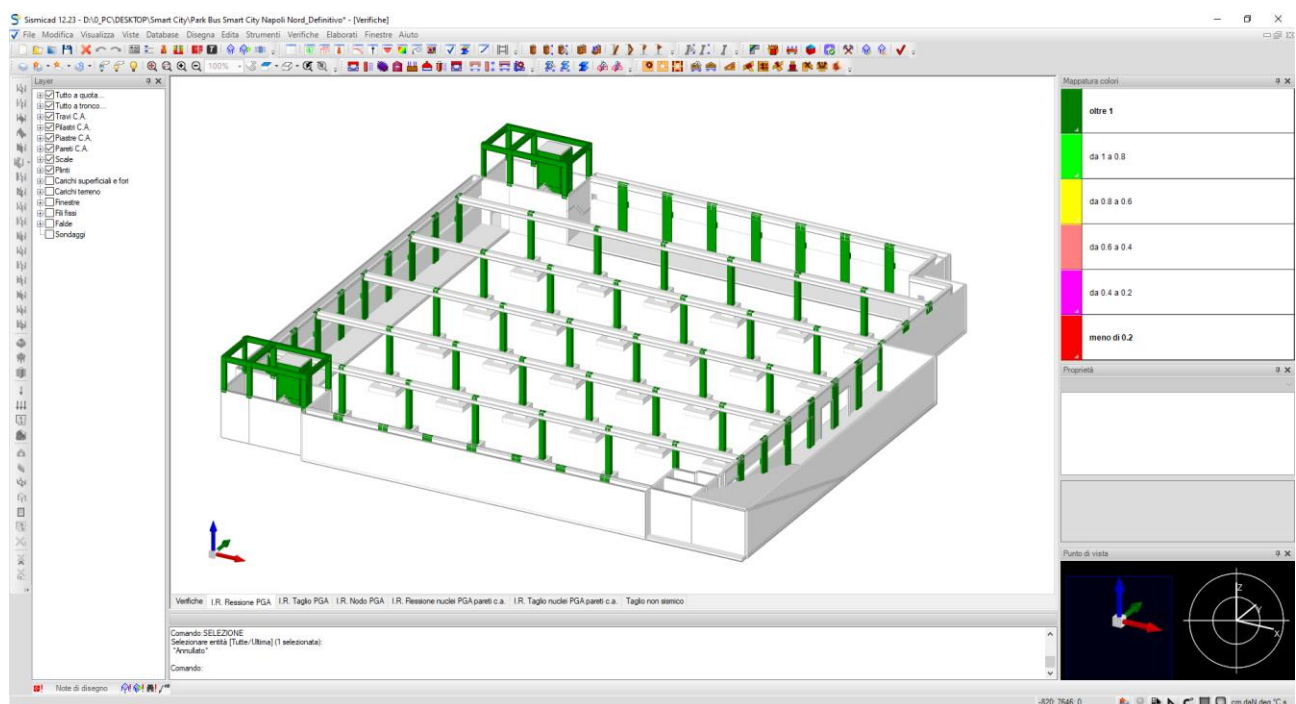 Sismicad 12.23 - D:\0_PC\DESKTOP\Smart City\Park Bus Smart City Napoli Nord_Definitivo* - [Verifiche]
File Modifica Visualizza Viste Database Disegna Edita Strumenti Verifiche Elaborati Finestre Aiuto
100%
Layer
Tutto a quota...
Tutto a tronco...
Travi C.A.
Pilastri C.A.
Piastre C.A.
Pareti C.A.
Scale
Plinti
Carichi superficiali e fori
Carichi terreno
Finestre
Fili fissi
Falde
Sondaggi
Mappatura colori
oltre 1
da 1 a 0.8
da 0.8 a 0.6
da 0.6 a 0.4
da 0.4 a 0.2
meno di 0.2
Proprietà
Punto di vista
Z
Y
X
Verifiche I.R. Flessione PGA I.R. Taglio PGA I.R. Nodo PGA I.R. Flessione nuclei PGA pareti c.a. I.R. Taglio nuclei PGA pareti c.a. Taglio non sismico
Comando SELEZIONE
Selezionare entità [Tutte/Ultima] (1 selezionata):
"Annullato"
Comando:
Note di disegno
-820; 7646; 0
cm daN deg °C s